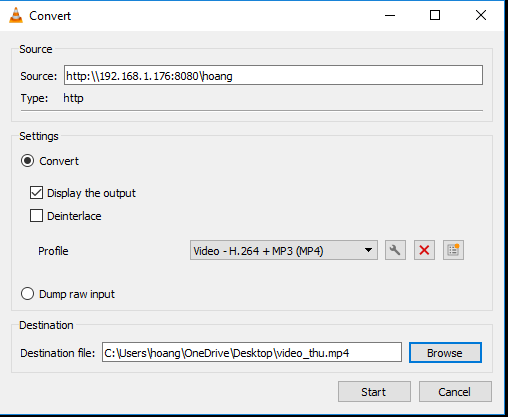 Convert
Source
Source: http:\\192.168.1.176:8080\hoang
Type: http
Settings
Convert
Display the output
Deinterlace
Profile Video - H.264 + MP3 (MP4)
Dump raw input
Destination
Destination file: C:\Users\hoang\OneDrive\Desktop\video_thu.mp4 Browse
Start Cancel